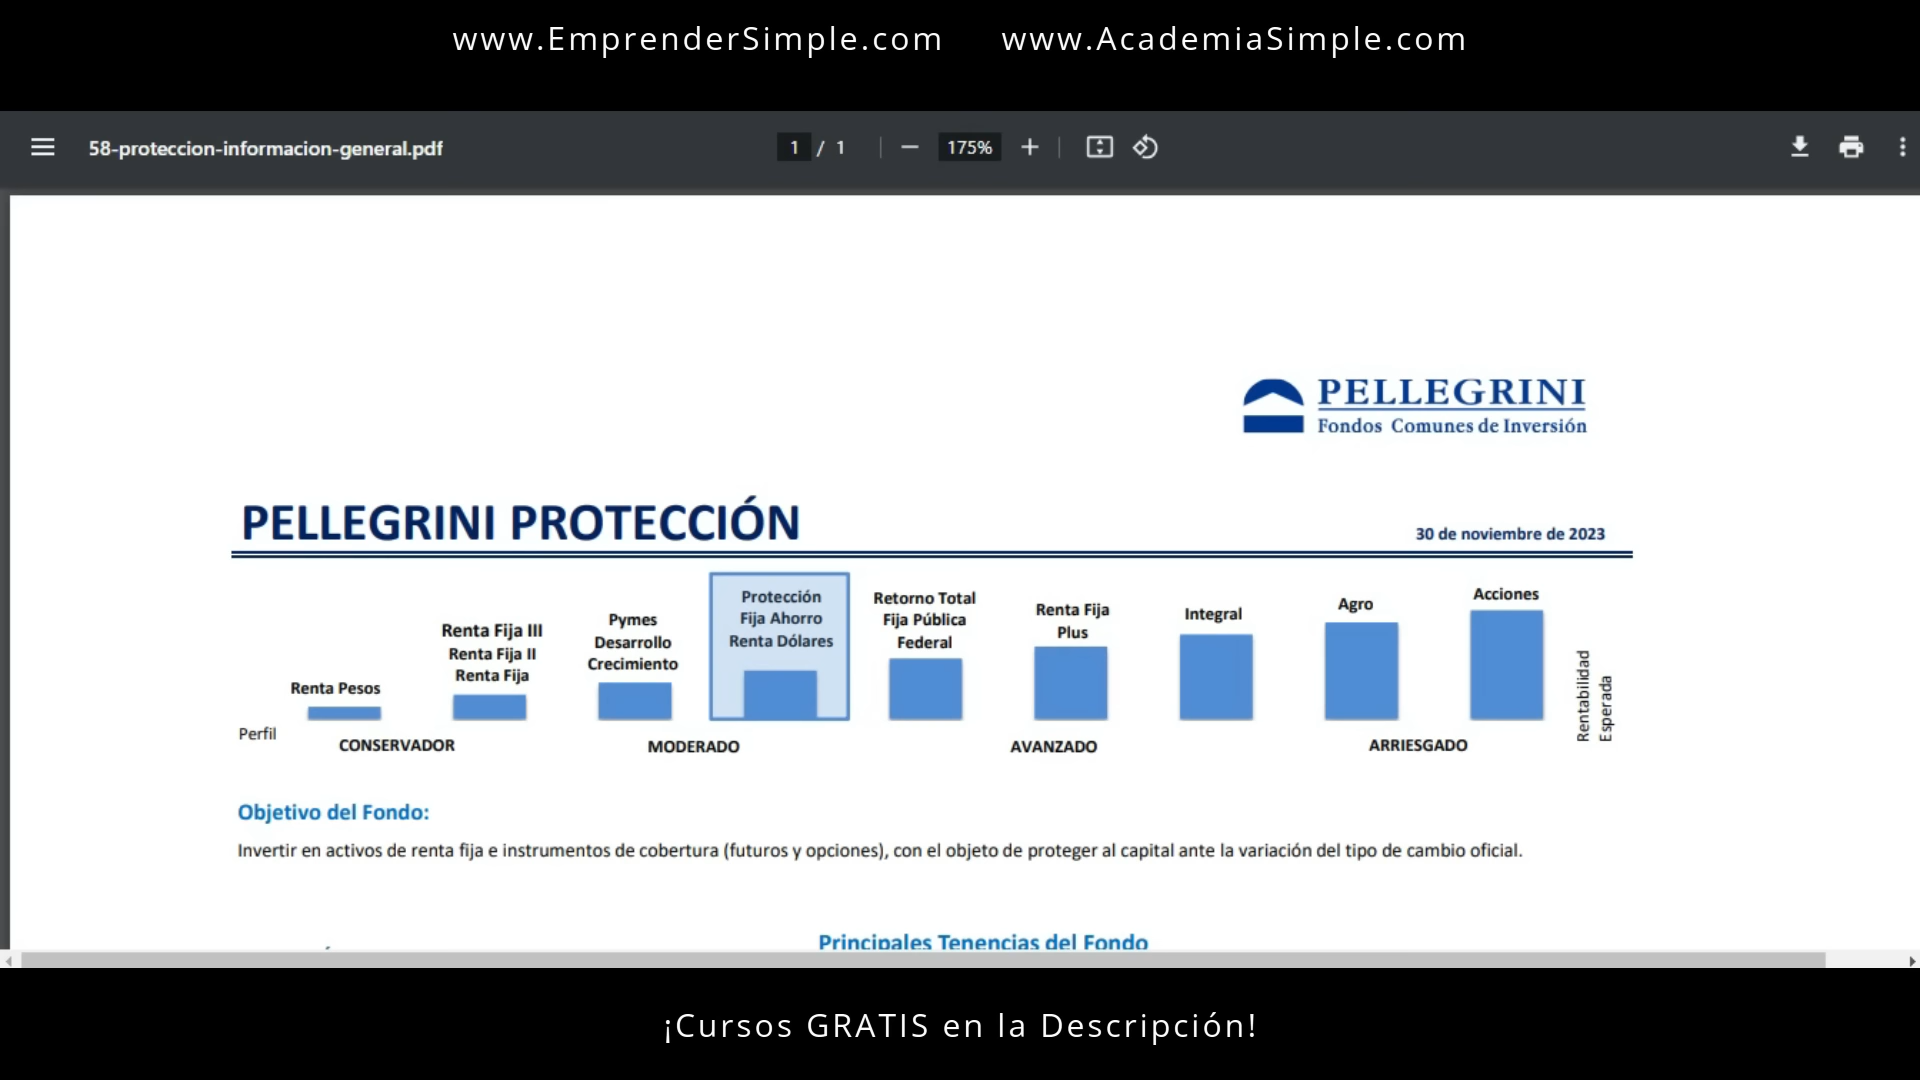 www.EmprenderSimple.com www.AcademiaSimple.com
58-proteccion-informacion-general.pdf
1 / 1
175%
PELLEGRINI
Fondos Comunes de Inversión
PELLEGRINI PROTECCIÓN
30 de noviembre de 2023
Renta Pesos
Renta Fija III
Renta Fija II
Renta Fija
Pymes
Desarrollo
Crecimiento
Protección
Fija Ahorro
Renta Dólares
Retorno Total
Fija Pública
Federal
Renta Fija
Plus
Integral
Agro
Acciones
Rentabilidad
Esperada
Perfil
CONSERVADOR
MODERADO
AVANZADO
ARRIESGADO
Objetivo del Fondo:
Invertir en activos de renta fija e instrumentos de cobertura (futuros y opciones), con el objeto de proteger al capital ante la variación del tipo de cambio oficial.
Principales Tenencias del Fondo
¡Cursos GRATIS en la Descripción!